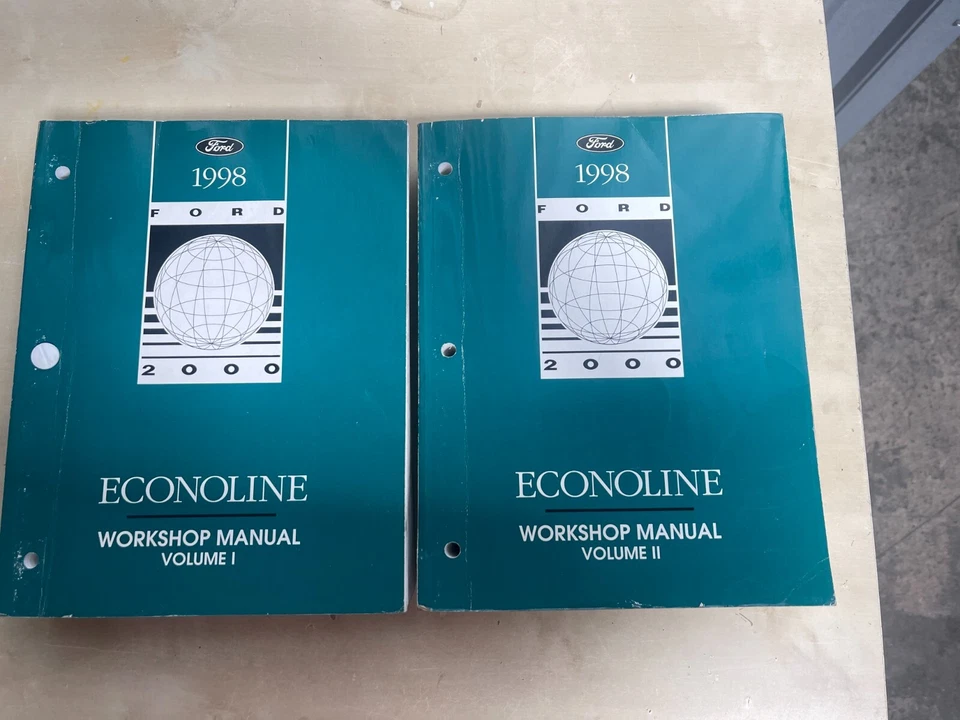 Ford
1998
FORD
2000
ECONOLINE
WORKSHOP MANUAL
VOLUME I
Ford
1998
FORD
2000
ECONOLINE
WORKSHOP MANUAL
VOLUME II